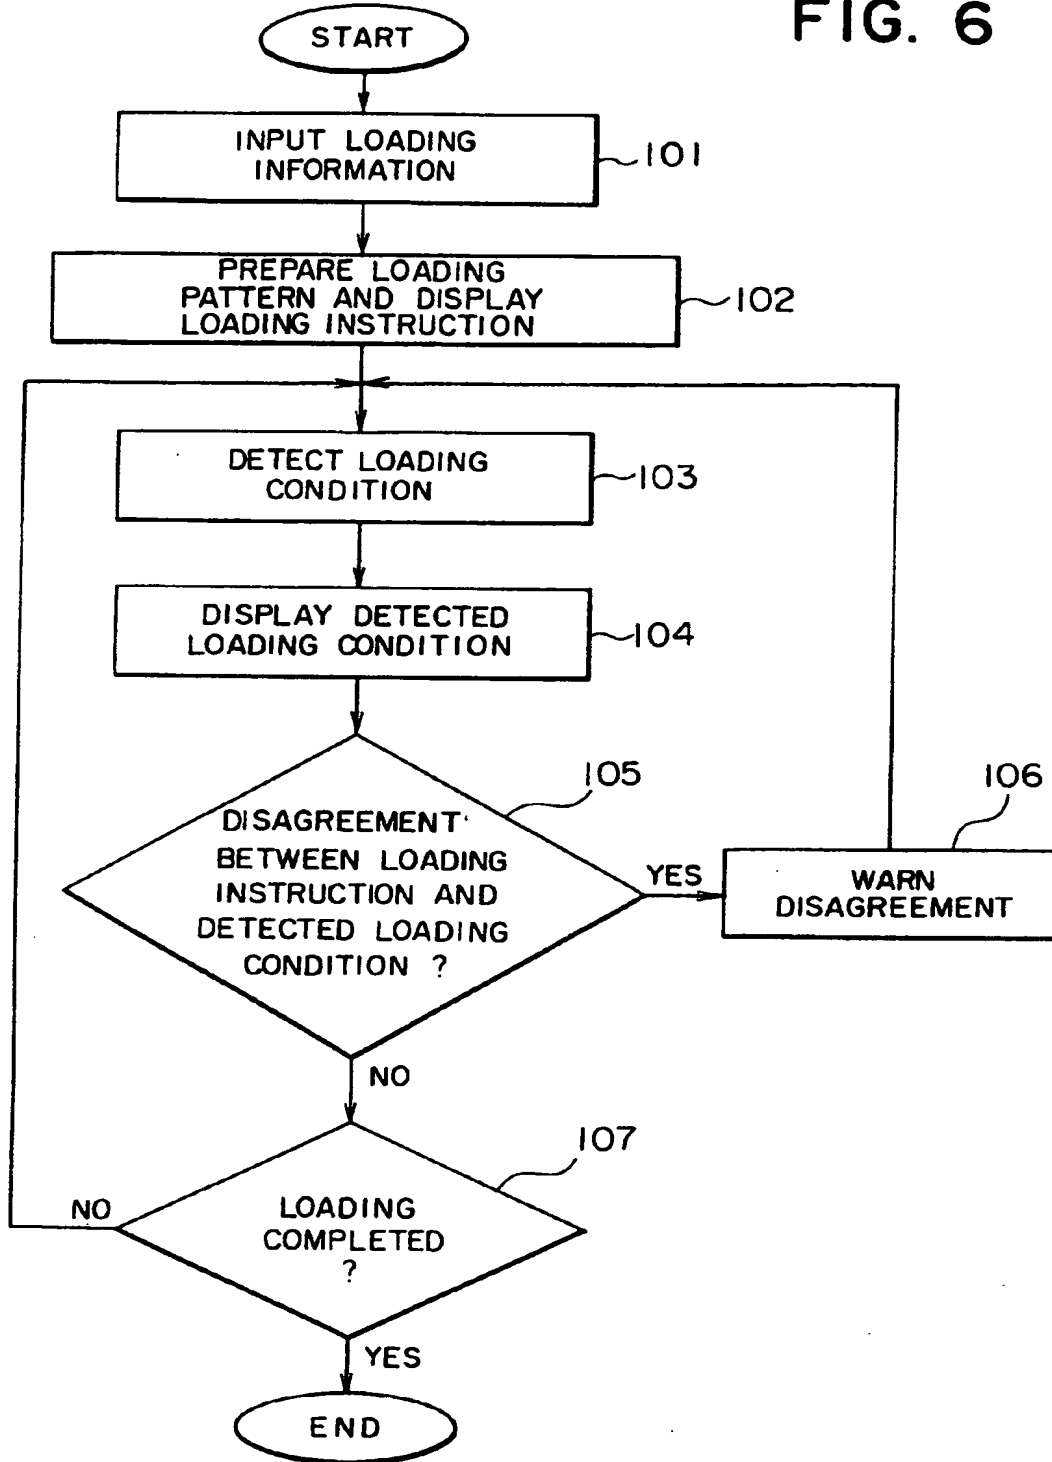 FIG. 6
START
INPUT LOADING
INFORMATION
101
PREPARE LOADING
PATTERN AND DISPLAY
LOADING INSTRUCTION
102
DETECT LOADING
CONDITION
103
DISPLAY DETECTED
LOADING CONDITION
104
105
DISAGREEMENT
BETWEEN LOADING
INSTRUCTION AND
DETECTED LOADING
CONDITION ?
YES
106
WARN
DISAGREEMENT
NO
107
LOADING
COMPLETED
?
NO
YES
END